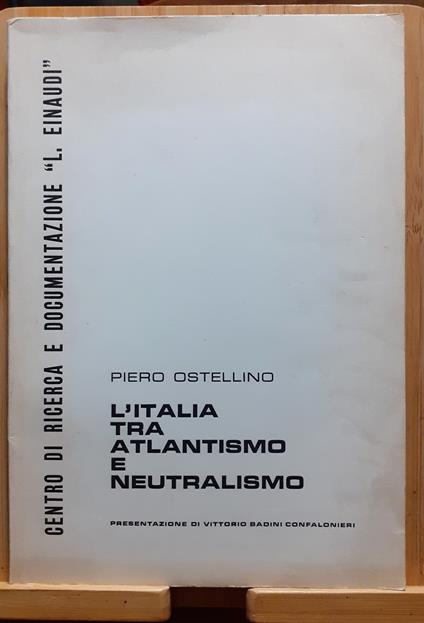 CENTRO DI RICERCA E DOCUMENTAZIONE "L. EINAUDI"
PIERO OSTELLINO
L'ITALIA
TRA
ATLANTISMO
E
NEUTRALISMO
PRESENTAZIONE DI VITTORIO BADINI CONFALONIERI